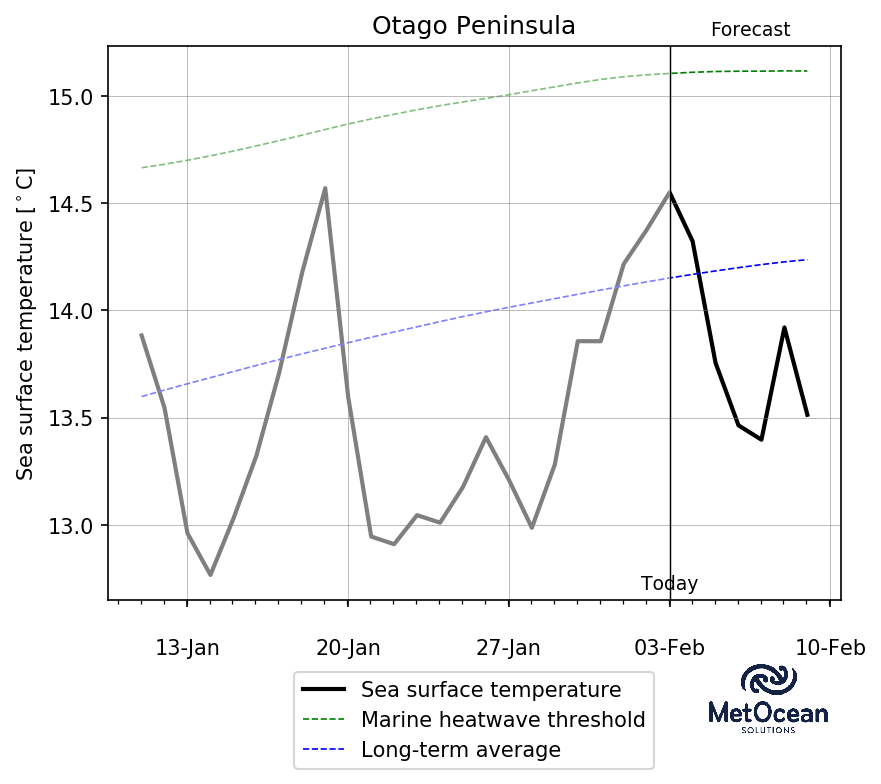 Otago Peninsula
Forecast
Sea surface temperature [°C]
15.0
14.5
14.0
13.5
13.0
Today
13-Jan
20-Jan
27-Jan
03-Feb
10-Feb
Sea surface temperature
Marine heatwave threshold
Long-term average
MetOcean
SOLUTIONS